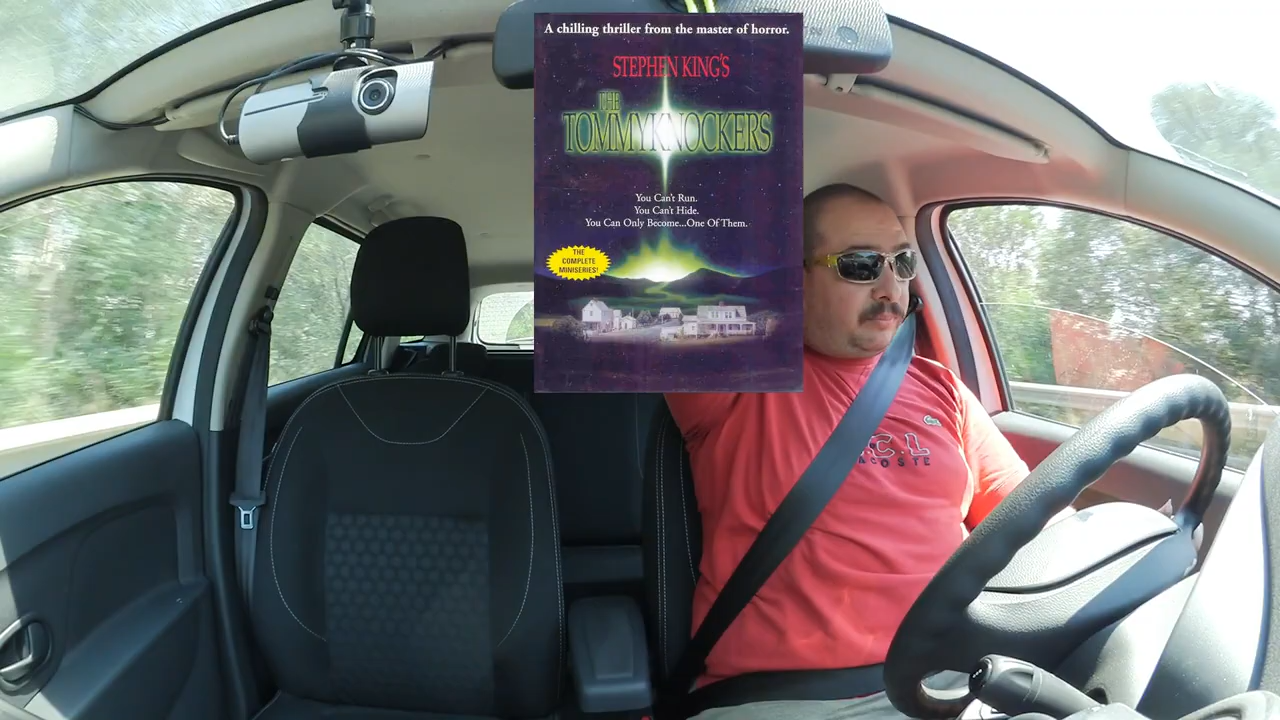 A chilling thriller from the master of horror.
STEPHEN KING'S
THE
TOMMYKNOCKERS
You Can't Run.
You Can't Hide.
You Can Only Become...One Of Them.
THE
COMPLETE
MINISERIES!
.C.L
LACOSTE